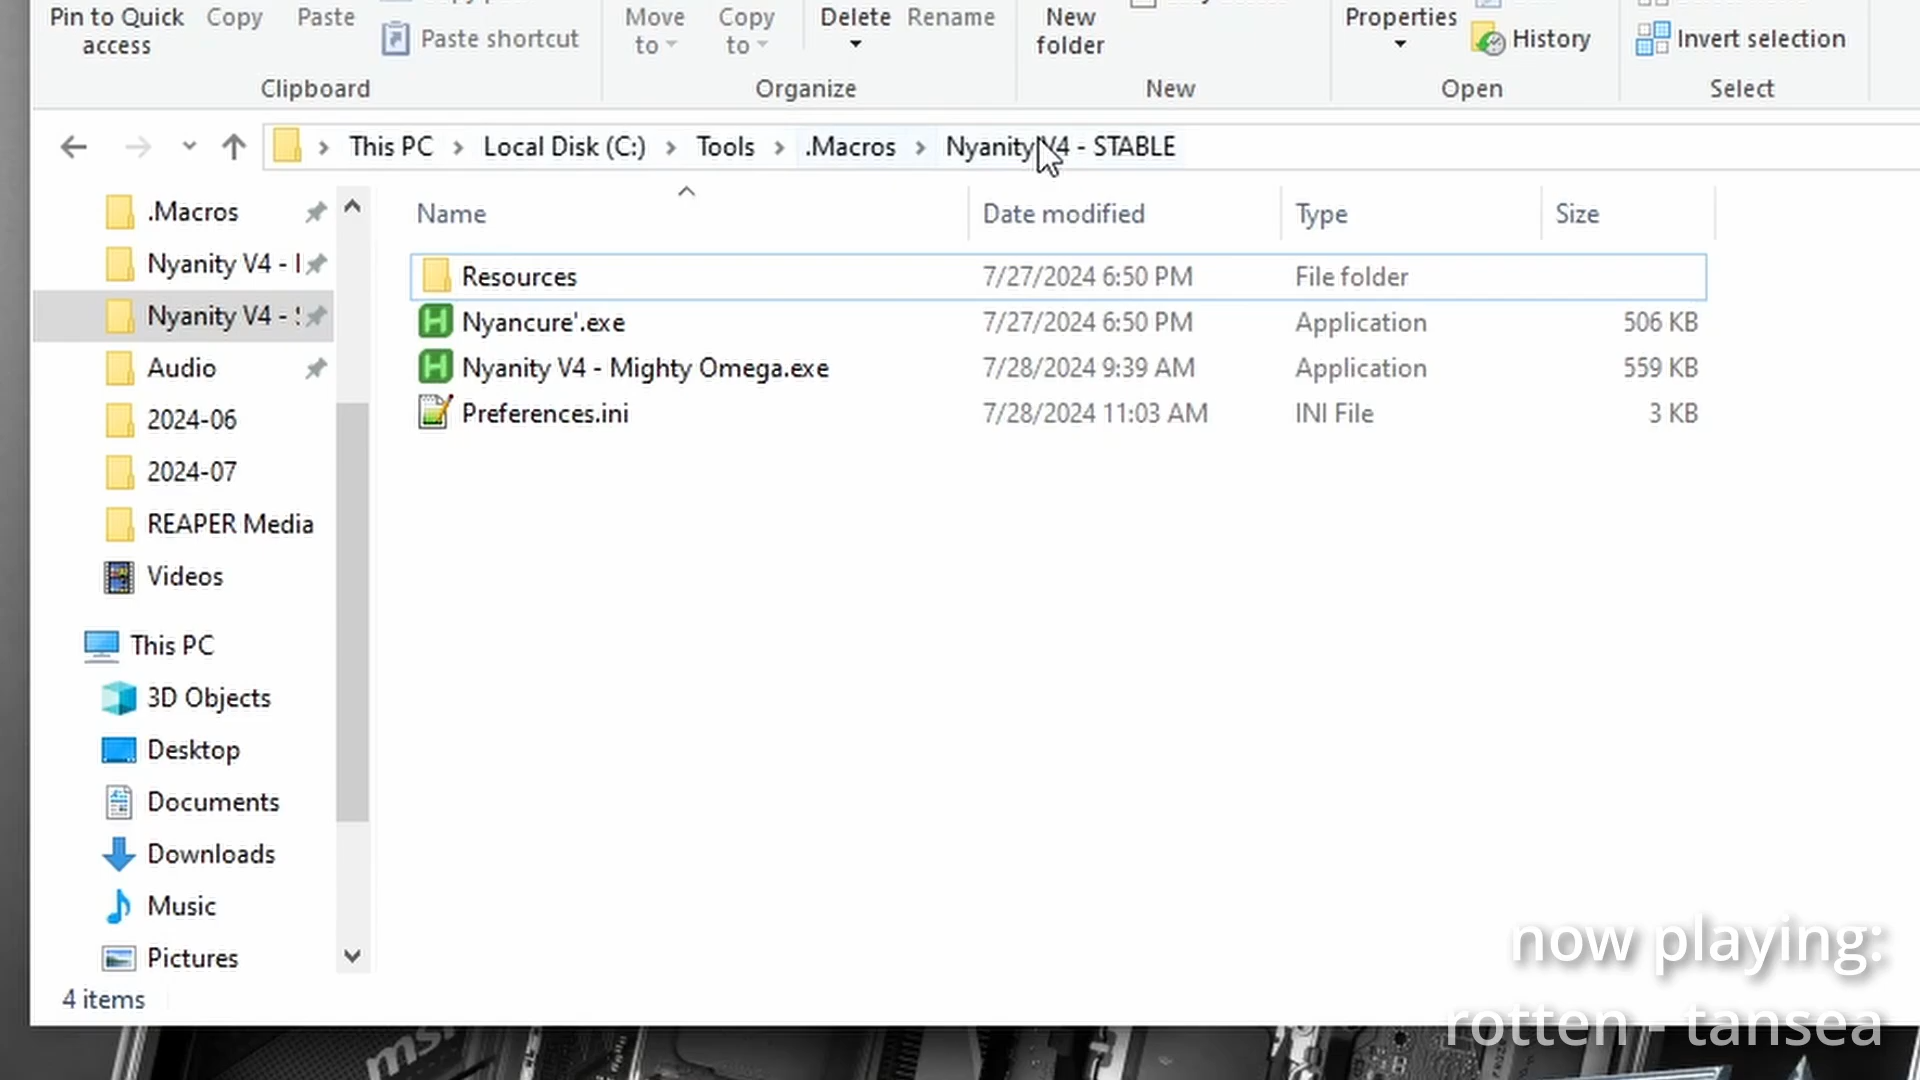 Pin to Quick access
Copy
Paste
Paste shortcut
Clipboard
Move to
Copy to
Delete
Rename
Organize
New folder
New
Properties
History
Open
Invert selection
Select
This PC > Local Disk (C:) > Tools > .Macros > Nyanity V4 - STABLE
Name Date modified Type Size
Resources 7/27/2024 6:50 PM File folder
Nyancure'.exe 7/27/2024 6:50 PM Application 506 KB
Nyanity V4 - Mighty Omega.exe 7/28/2024 9:39 AM Application 559 KB
Preferences.ini 7/28/2024 11:03 AM INI File 3 KB
.Macros
Nyanity V4 -
Nyanity V4 -
Audio
2024-06
2024-07
REAPER Media
Videos
This PC
3D Objects
Desktop
Documents
Downloads
Music
Pictures
4 items
msi
now playing:
rotten - tansea